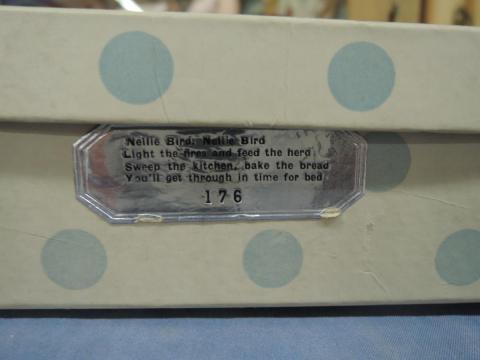 Nellie Bird, Nellie Bird
Light the fires and feed the herd
Sweep the kitchen, bake the bread
You'll get through in time for bed
176